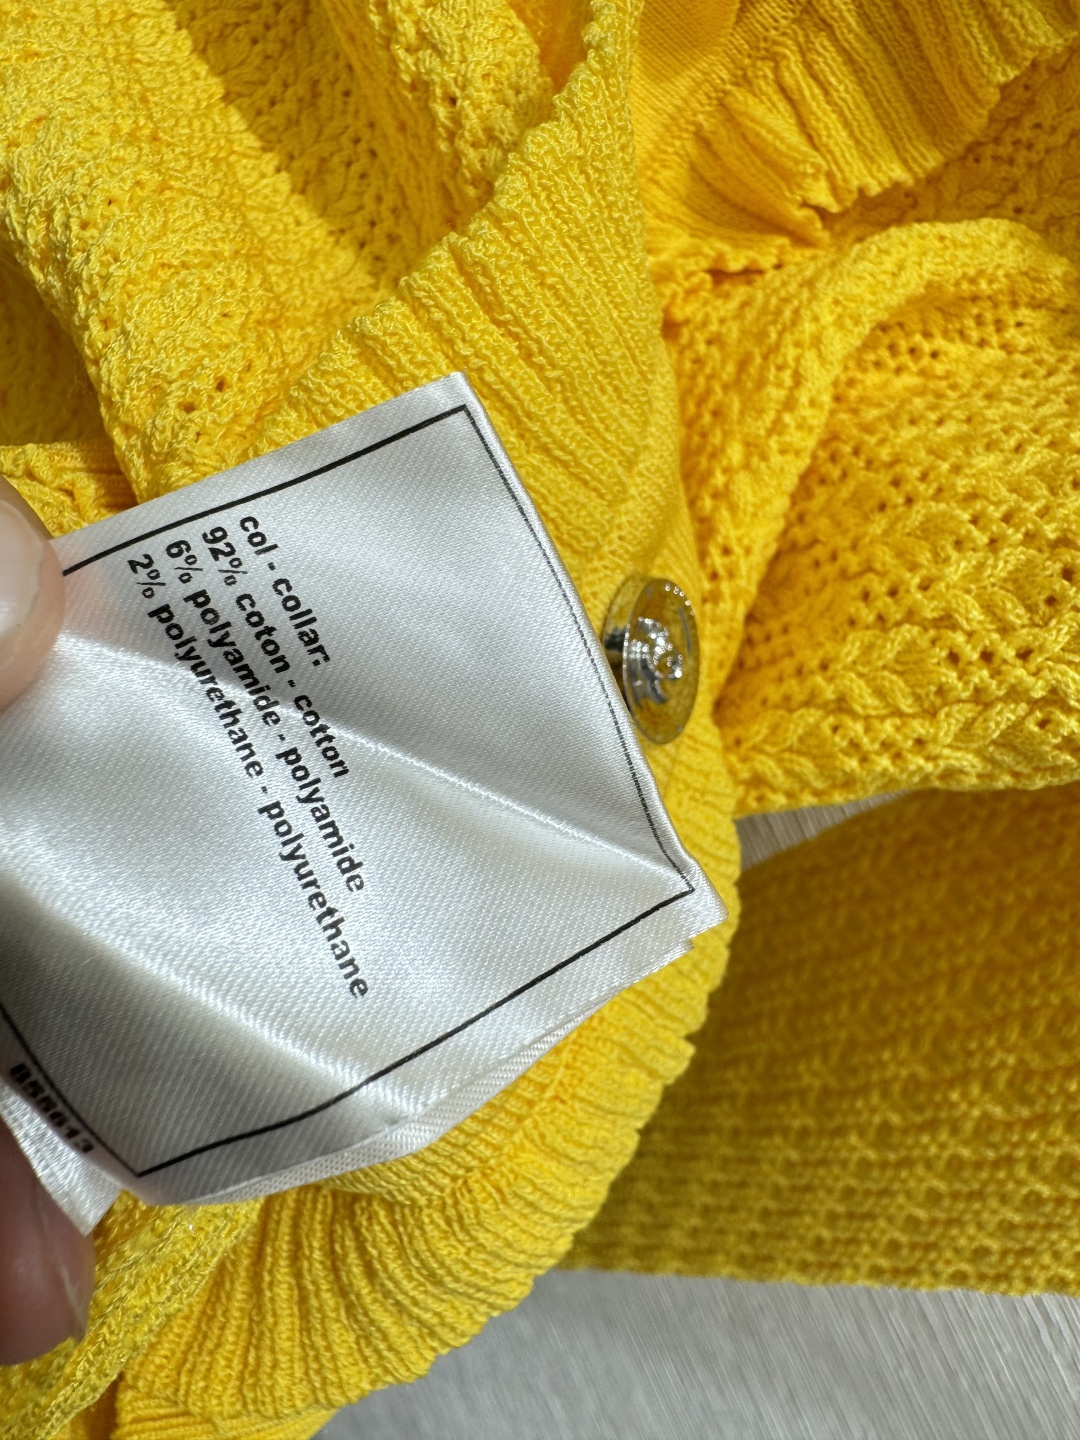 col - collar:
92% coton - cotton
6% polyamide - polyamide
2% polyurethane - polyurethane